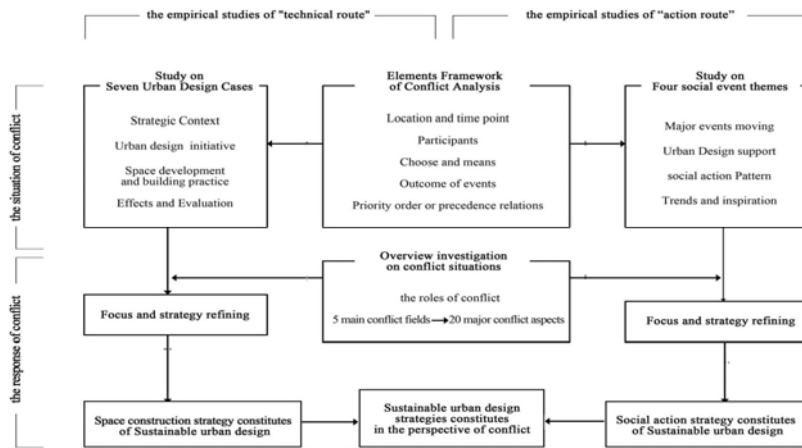 the empirical studies of "technical route"
the empirical studies of “action route”
the situation of conflict
Study on
Seven Urban Design Cases
Strategic Context
Urban design initiative
Space development
and building practice
Effects and Evaluation
Elements Framework
of Conflict Analysis
Location and time point
Participants
Choose and means
Outcome of events
Priority order or precedence relations
Study on
Four social event themes
Major events moving
Urban Design support
social action Pattern
Trends and inspiration
the response of conflict
Overview investigation
on conflict situations
the roles of conflict
5 main conflict fields → 20 major conflict aspects
Focus and strategy refining
Focus and strategy refining
Space construction strategy constitutes
of Sustainable urban design
Sustainable urban design
strategies constitutes
in the perspective of conflict
Social action strategy constitutes
of Sustainable urban design